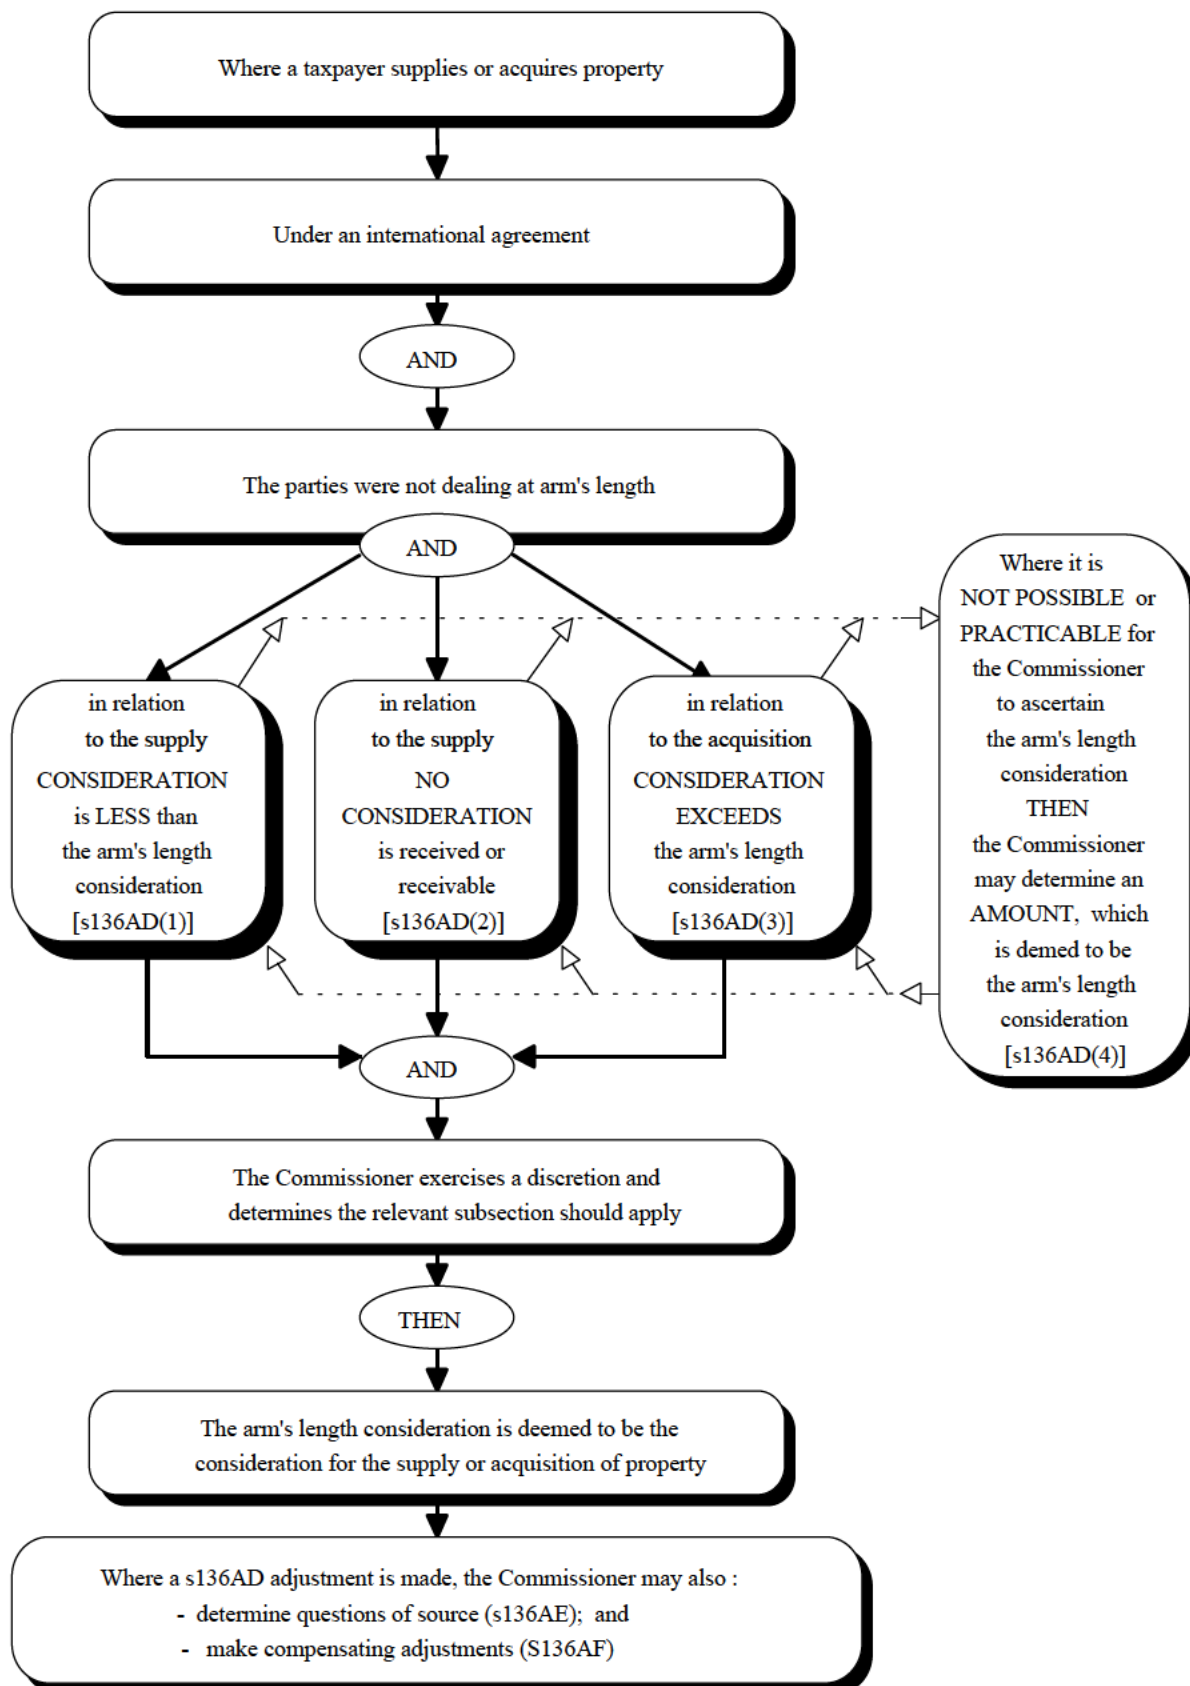 Where a taxpayer supplies or acquires property
Under an international agreement
AND
The parties were not dealing at arm's length
AND
in relation
to the supply
CONSIDERATION
is LESS than
the arm's length
consideration
[s136AD(1)]
in relation
to the supply
NO
CONSIDERATION
is received or
receivable
[s136AD(2)]
in relation
to the acquisition
CONSIDERATION
EXCEEDS
the arm's length
consideration
[s136AD(3)]
Where it is
NOT POSSIBLE or
PRACTICABLE for
the Commissioner
to ascertain
the arm's length
consideration
THEN
the Commissioner
may determine an
AMOUNT, which
is demed to be
the arm's length
consideration
[s136AD(4)]
AND
The Commissioner exercises a discretion and
determines the relevant subsection should apply
THEN
The arm's length consideration is deemed to be the
consideration for the supply or acquisition of property
Where a s136AD adjustment is made, the Commissioner may also :
- determine questions of source (s136AE); and
- make compensating adjustments (S136AF)